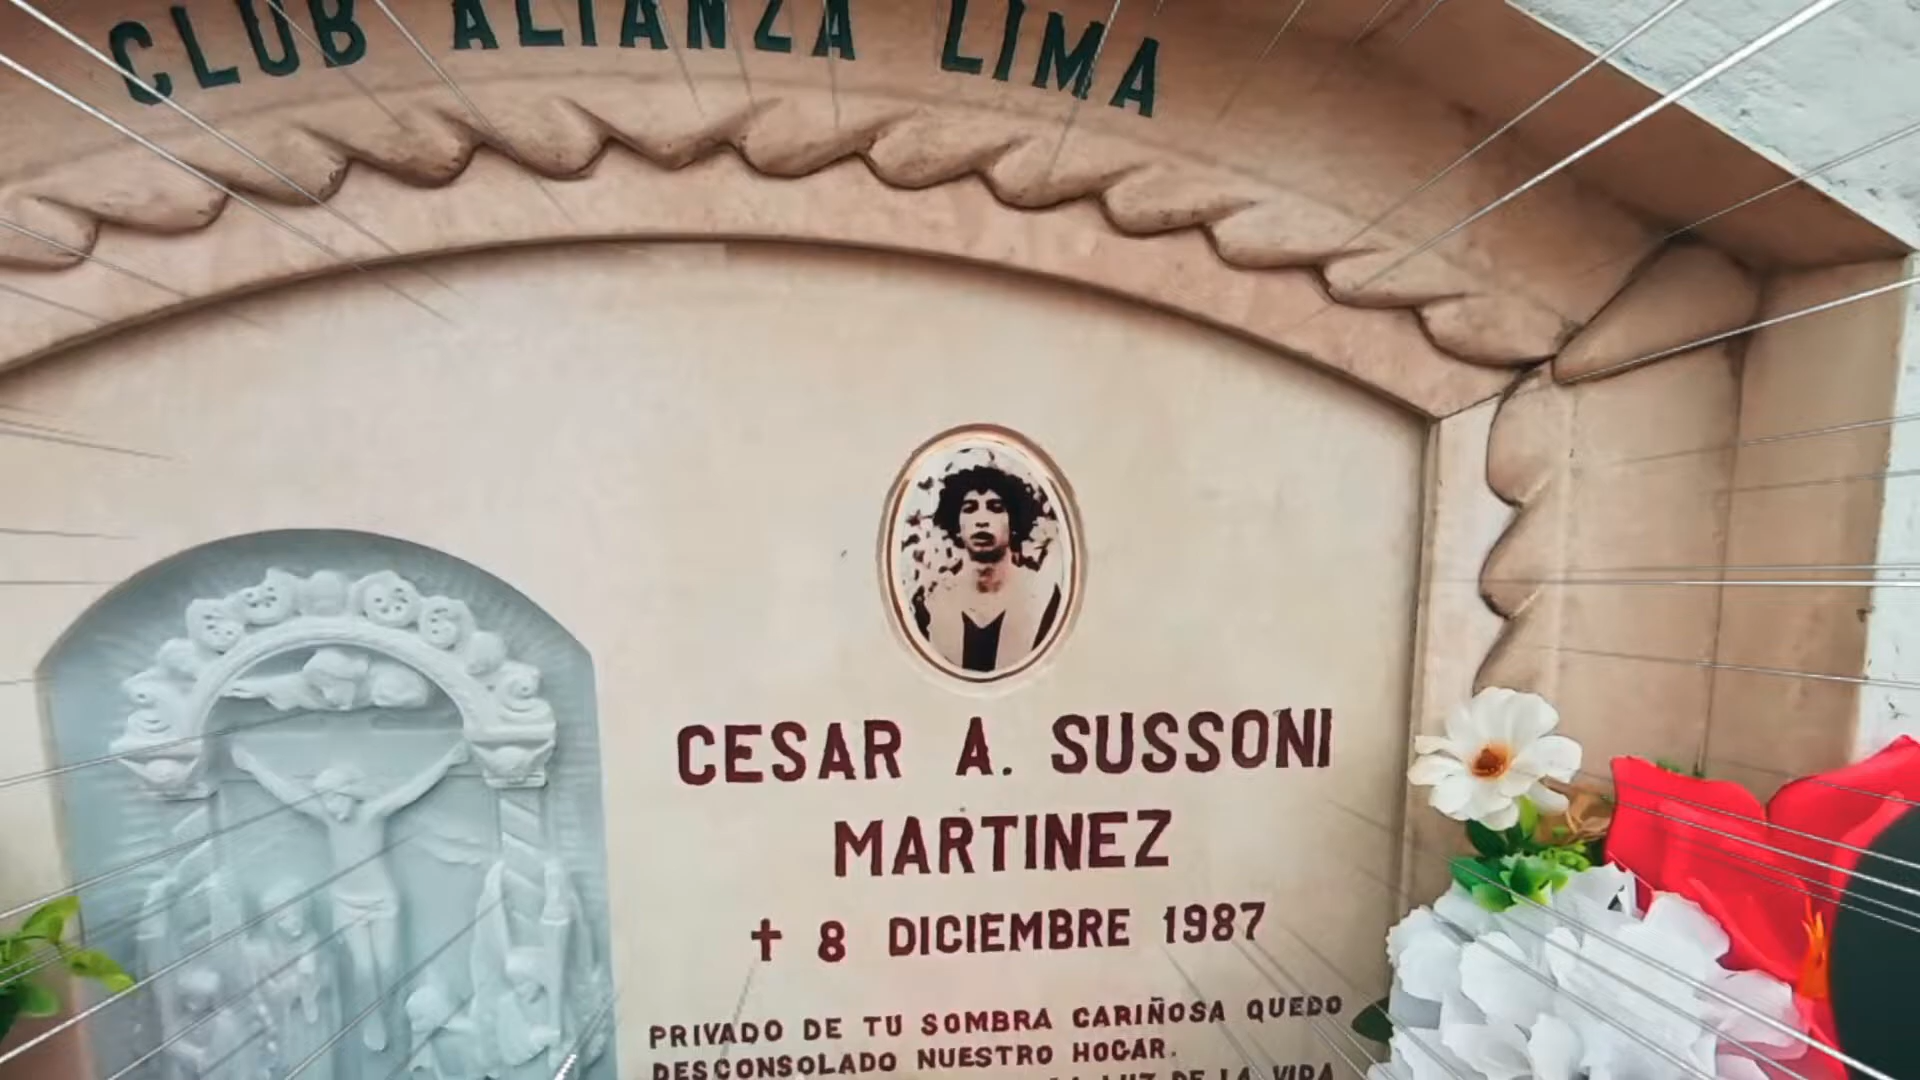 CLUB ALIANZA LIMA
CESAR A. SUSSONI
MARTINEZ
✝ 8 DICIEMBRE 1987
PRIVADO DE TU SOMBRA CARIÑOSA QUEDO
DESCONSOLADO NUESTRO HOGAR.
LUZ DE LA VIDA